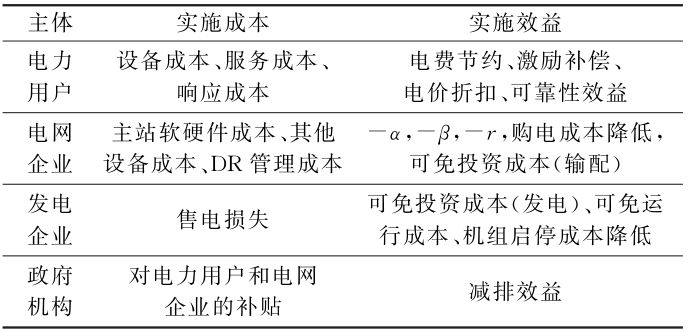 主体 实施成本 实施效益
电力 设备成本、服务成本、 电费节约、激励补偿、
用户 响应成本 电价折扣、可靠性效益
电网 主站软硬件成本、其他 －α,－β,－r,购电成本降低,
企业 设备成本、DR管理成本 可免投资成本(输配)
发电 售电损失 可免投资成本(发电)、可免运
企业 行成本、机组启停成本降低
政府 对电力用户和电网 减排效益
机构 企业的补贴